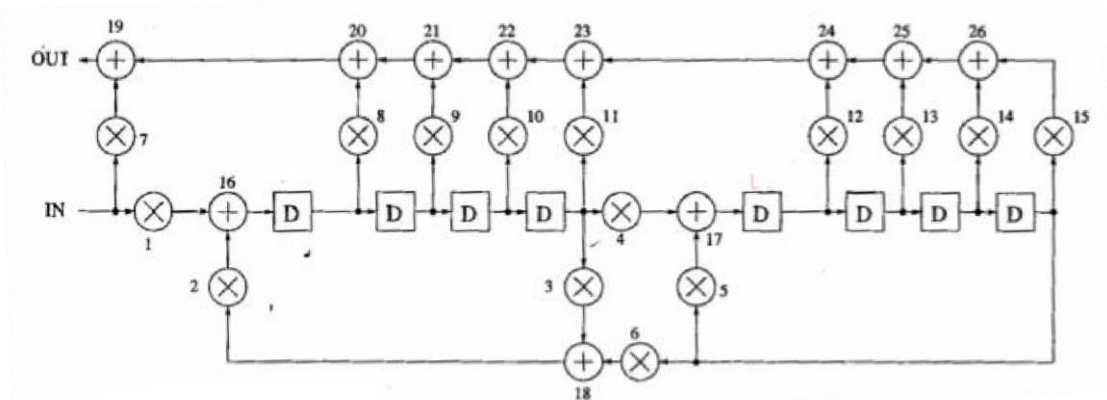 19 20 21 22 23 24 25 26
OUT + + + + + + + +
7 8 9 10 11 12 13 14 15
16
IN + D D D D + D D D D
1 4 17
2 3 5
6
+
18